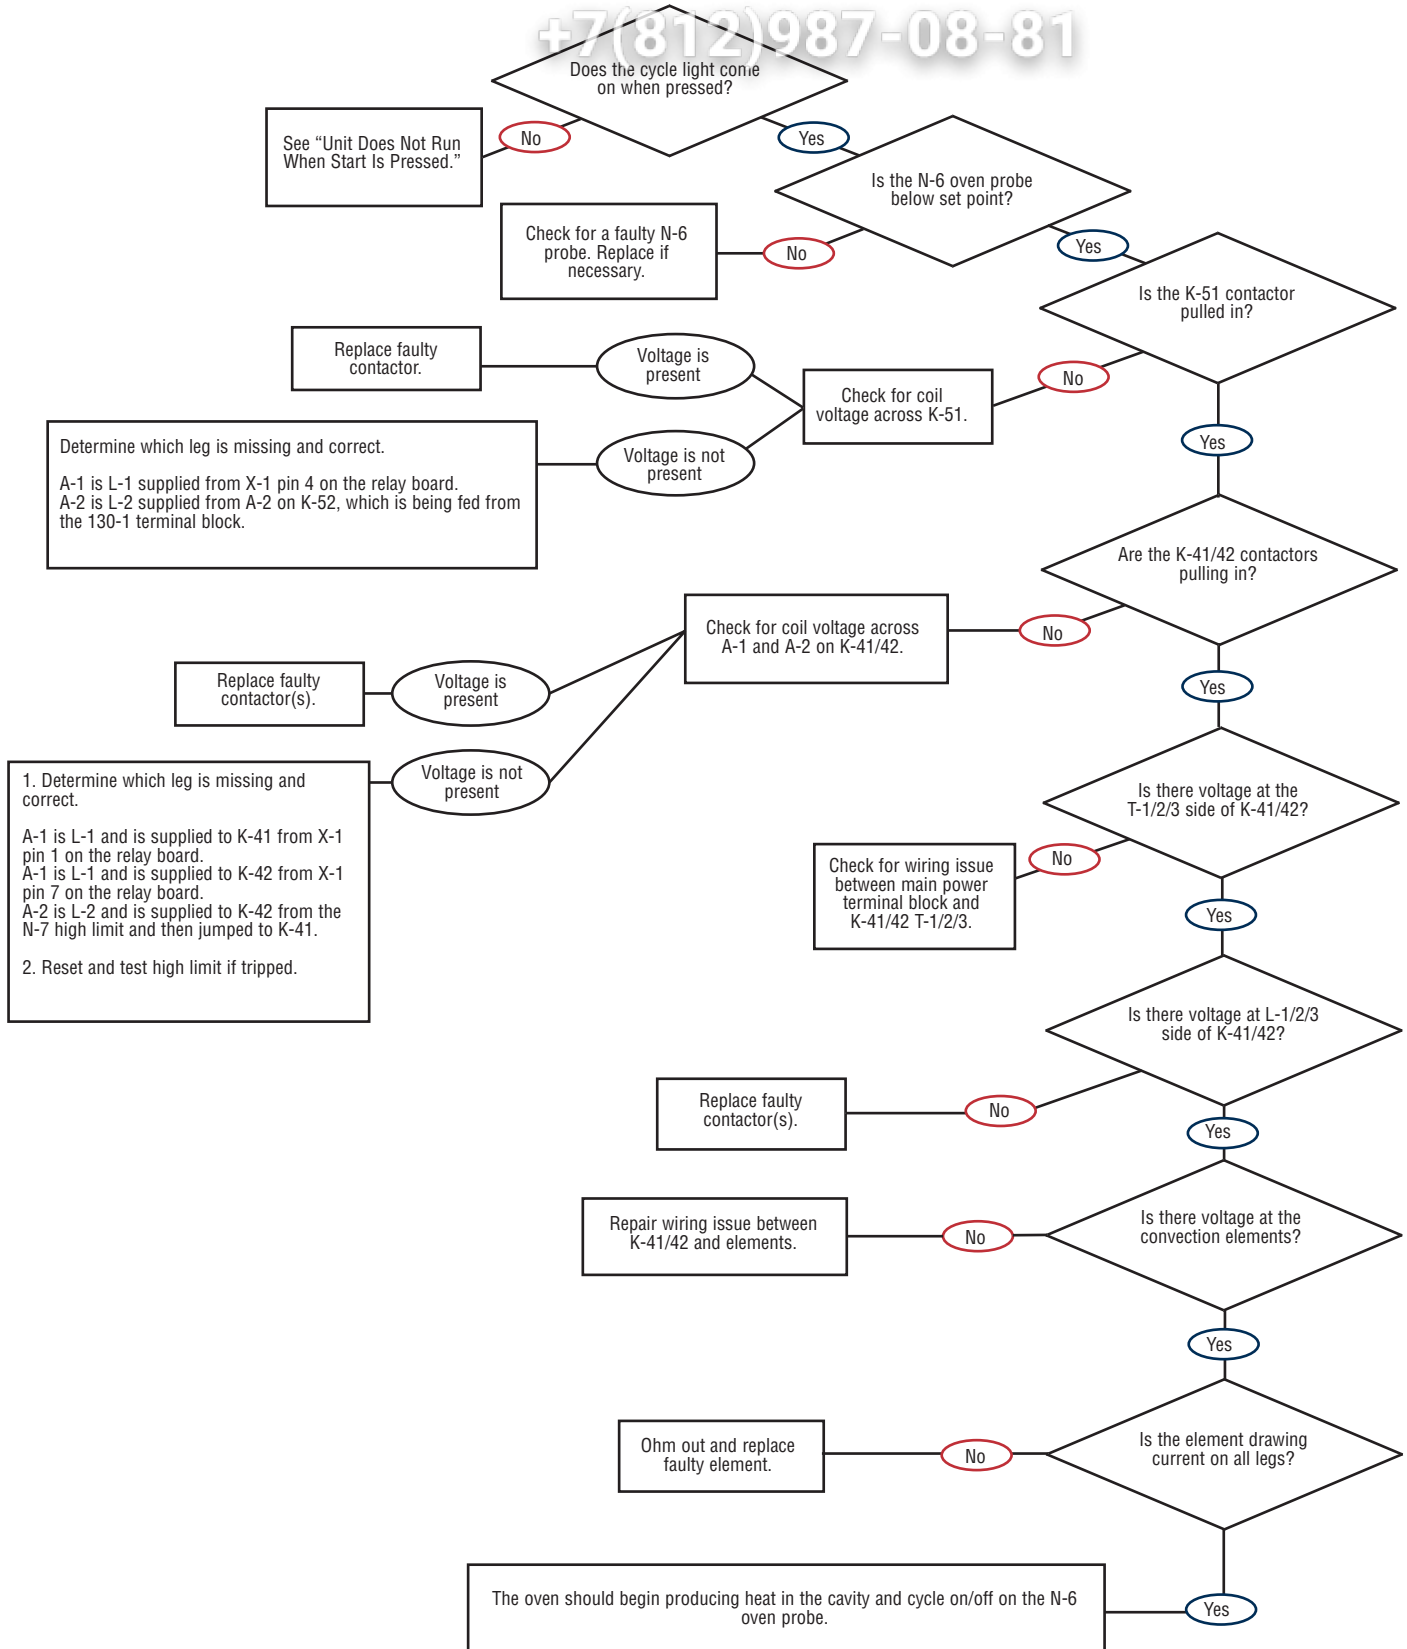 +7(812)987-08-81
Does the cycle light come
on when pressed?
No
Yes
See “Unit Does Not Run
When Start Is Pressed.”
Is the N-6 oven probe
below set point?
No
Yes
Check for a faulty N-6
probe. Replace if
necessary.
Is the K-51 contactor
pulled in?
No
Yes
Check for coil
voltage across K-51.
Voltage is
present
Replace faulty
contactor.
Voltage is not
present
Determine which leg is missing and correct.
A-1 is L-1 supplied from X-1 pin 4 on the relay board.
A-2 is L-2 supplied from A-2 on K-52, which is being fed from
the 130-1 terminal block.
Are the K-41/42 contactors
pulling in?
No
Yes
Check for coil voltage across
A-1 and A-2 on K-41/42.
Voltage is
present
Replace faulty
contactor(s).
Voltage is not
present
1. Determine which leg is missing and
correct.
A-1 is L-1 and is supplied to K-41 from X-1
pin 1 on the relay board.
A-1 is L-1 and is supplied to K-42 from X-1
pin 7 on the relay board.
A-2 is L-2 and is supplied to K-42 from the
N-7 high limit and then jumped to K-41.
2. Reset and test high limit if tripped.
Is there voltage at the
T-1/2/3 side of K-41/42?
No
Yes
Check for wiring issue
between main power
terminal block and
K-41/42 T-1/2/3.
Is there voltage at L-1/2/3
side of K-41/42?
No
Yes
Replace faulty
contactor(s).
Is there voltage at the
convection elements?
No
Yes
Repair wiring issue between
K-41/42 and elements.
Is the element drawing
current on all legs?
No
Yes
Ohm out and replace
faulty element.
The oven should begin producing heat in the cavity and cycle on/off on the N-6
oven probe.